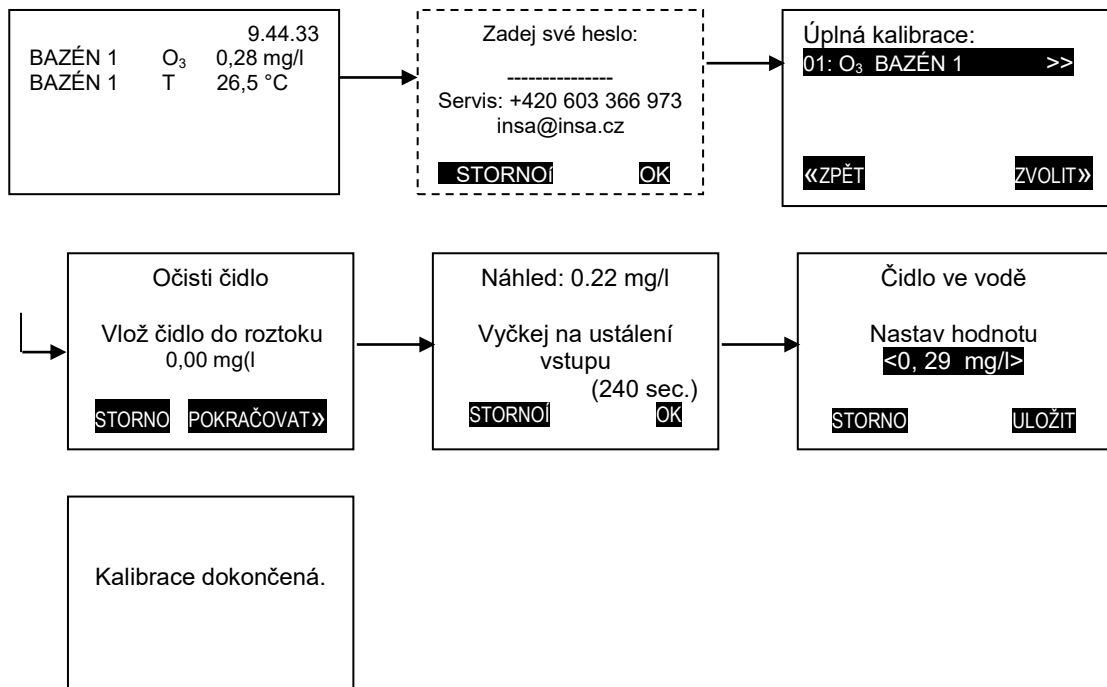 9.44.33
BAZÉN 1 O₃ 0,28 mg/l
BAZÉN 1 T 26,5 °C
Zadej své heslo:
---------------
Servis: +420 603 366 973
insa@insa.cz
STORNOí OK
Úplná kalibrace:
01: O₃ BAZÉN 1 >>
«ZPĚT ZVOLIT»
Očisti čidlo
Vlož čidlo do roztoku
0,00 mg(l
STORNO POKRAČOVAT»
Náhled: 0.22 mg/l
Vyčkej na ustálení
vstupu
(240 sec.)
STORNOÍ OK
Čidlo ve vodě
Nastav hodnotu
<0, 29 mg/l>
STORNO ULOŽIT
Kalibrace dokončená.